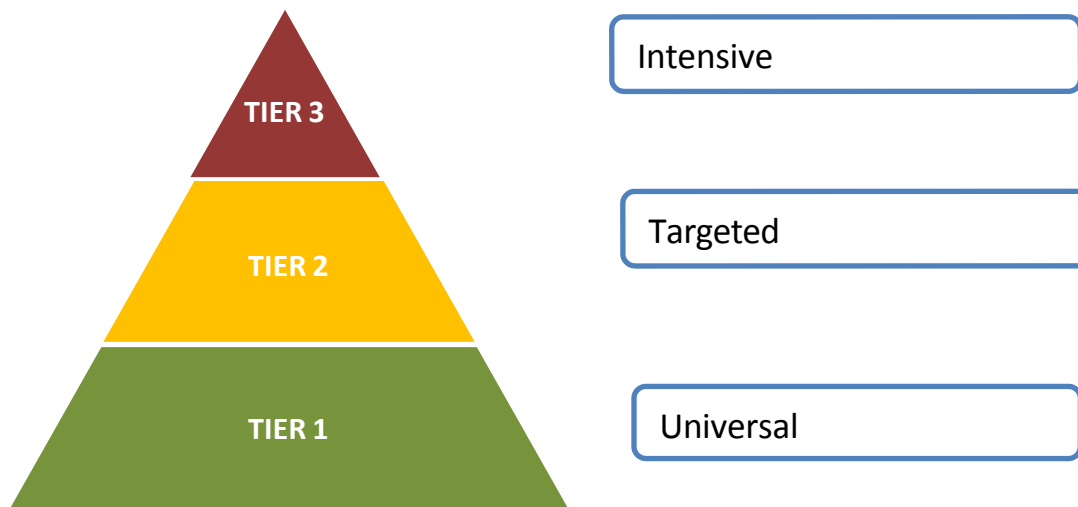 TIER 3
Intensive
TIER 2
Targeted
TIER 1
Universal